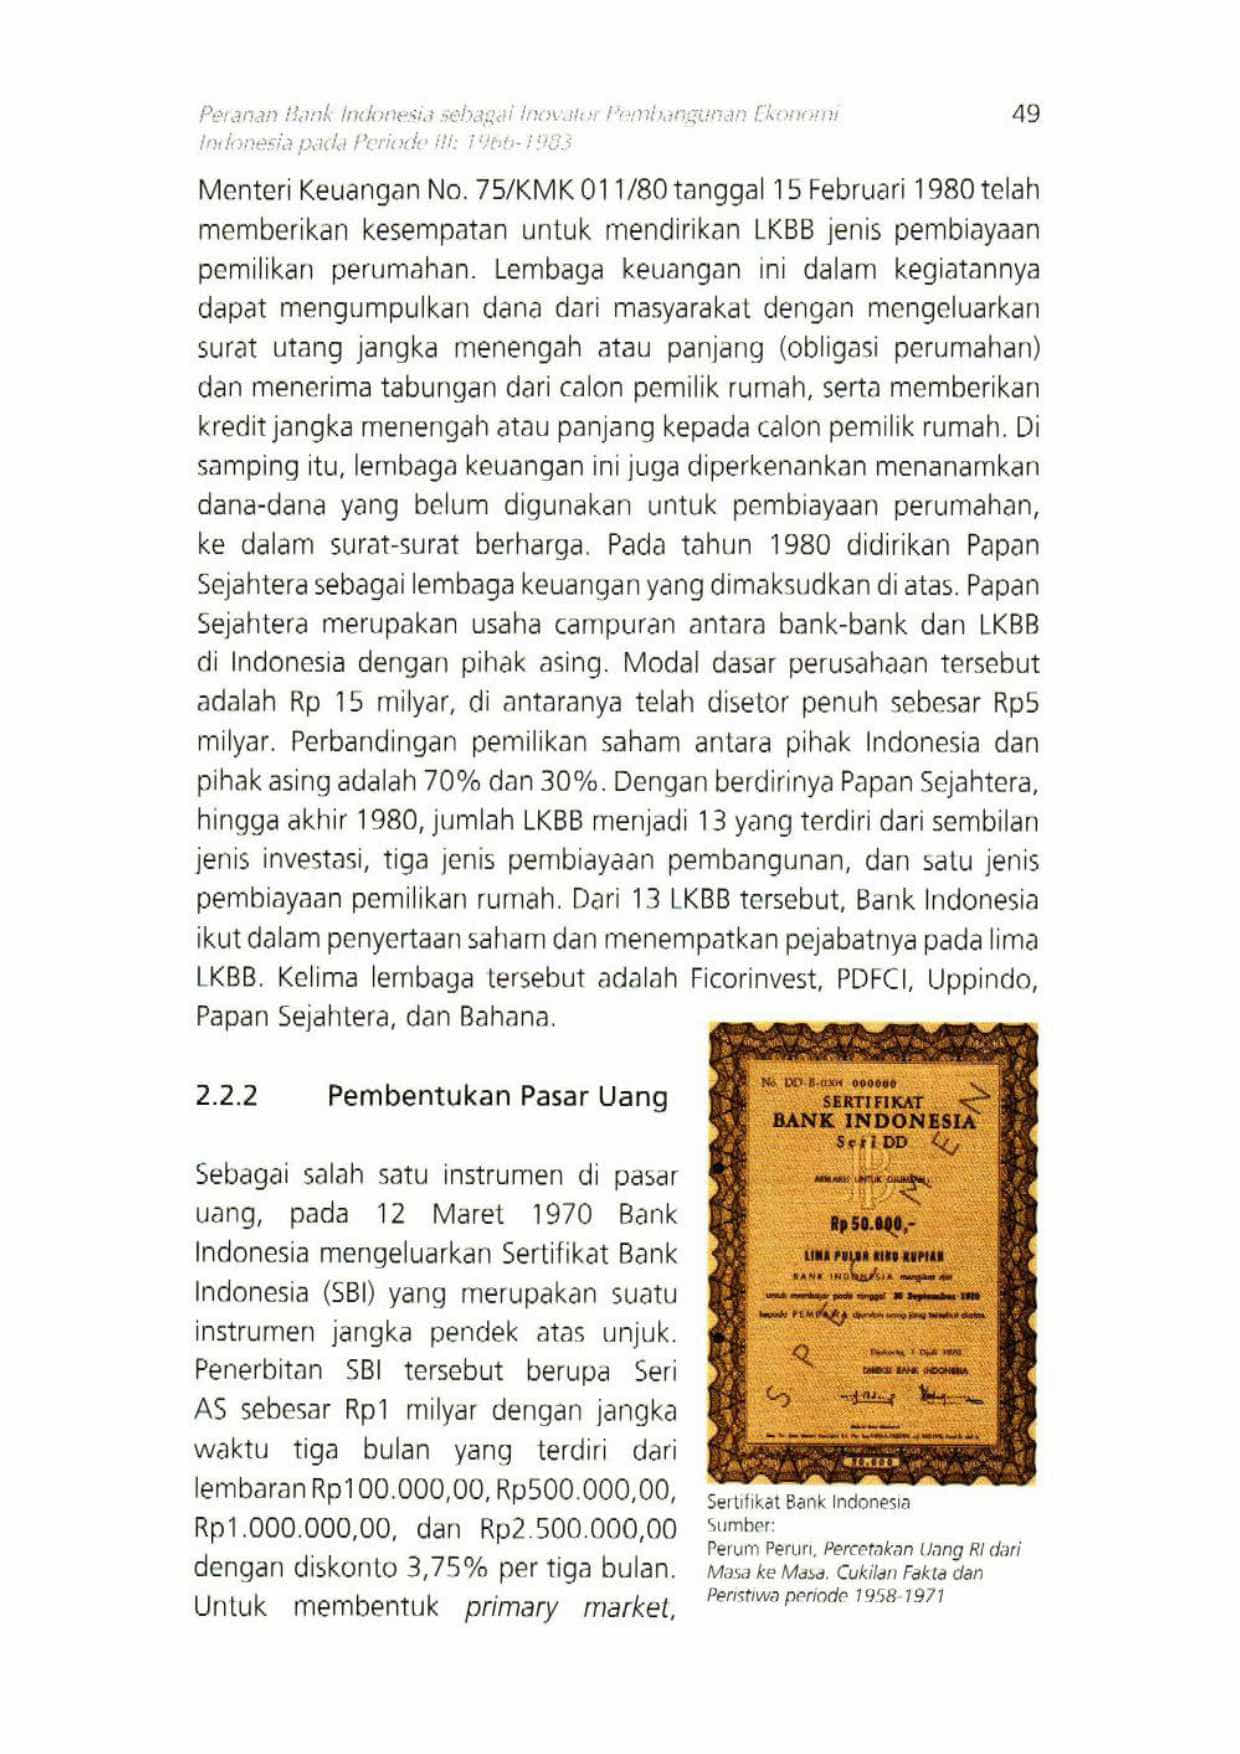 Peranan Bank Indonesia sebagai Inovator Pembangunan Ekonomi
Indonesia pada Periode III: 1966-1983
49
Menteri Keuangan No. 75/KMK 011/80 tanggal 15 Februari 1980 telah
memberikan kesempatan untuk mendirikan LKBB jenis pembiayaan
pemilikan perumahan. Lembaga keuangan ini dalam kegiatannya
dapat mengumpulkan dana dari masyarakat dengan mengeluarkan
surat utang jangka menengah atau panjang (obligasi perumahan)
dan menerima tabungan dari calon pemilik rumah, serta memberikan
kredit jangka menengah atau panjang kepada calon pemilik rumah. Di
samping itu, lembaga keuangan ini juga diperkenankan menanamkan
dana-dana yang belum digunakan untuk pembiayaan perumahan,
ke dalam surat-surat berharga. Pada tahun 1980 didirikan Papan
Sejahtera sebagai lembaga keuangan yang dimaksudkan di atas. Papan
Sejahtera merupakan usaha campuran antara bank-bank dan LKBB
di Indonesia dengan pihak asing. Modal dasar perusahaan tersebut
adalah Rp 15 milyar, di antaranya telah disetor penuh sebesar Rp5
milyar. Perbandingan pemilikan saham antara pihak Indonesia dan
pihak asing adalah 70% dan 30%. Dengan berdirinya Papan Sejahtera,
hingga akhir 1980, jumlah LKBB menjadi 13 yang terdiri dari sembilan
jenis investasi, tiga jenis pembiayaan pembangunan, dan satu jenis
pembiayaan pemilikan rumah. Dari 13 LKBB tersebut, Bank Indonesia
ikut dalam penyertaan saham dan menempatkan pejabatnya pada lima
LKBB. Kelima lembaga tersebut adalah Ficorinvest, PDFCI, Uppindo,
Papan Sejahtera, dan Bahana.
2.2.2 Pembentukan Pasar Uang
Sebagai salah satu instrumen di pasar
uang, pada 12 Maret 1970 Bank
Indonesia mengeluarkan Sertifikat Bank
Indonesia (SBI) yang merupakan suatu
instrumen jangka pendek atas unjuk.
Penerbitan SBI tersebut berupa Seri
AS sebesar Rp1 milyar dengan jangka
waktu tiga bulan yang terdiri dari
lembaran Rp100.000,00, Rp500.000,00,
Rp1.000.000,00, dan Rp2.500.000,00
dengan diskonto 3,75% per tiga bulan.
Untuk membentuk primary market,
No. DD-B 000000
SERTIFIKAT
BANK INDONESIA
Seri DD
Rp 50.000,-
LIMA PULUH RIBU RUPIAH
BANK INDONESIA
untuk membajar pada tanggal 30 September 1970
DIREKSI BANK INDONESIA
50.000
SPECIMEN
Sertifikat Bank Indonesia
Sumber:
Perum Peruri, Percetakan Uang RI dari
Masa ke Masa. Cukilan Fakta dan
Peristiwa periode 1958-1971